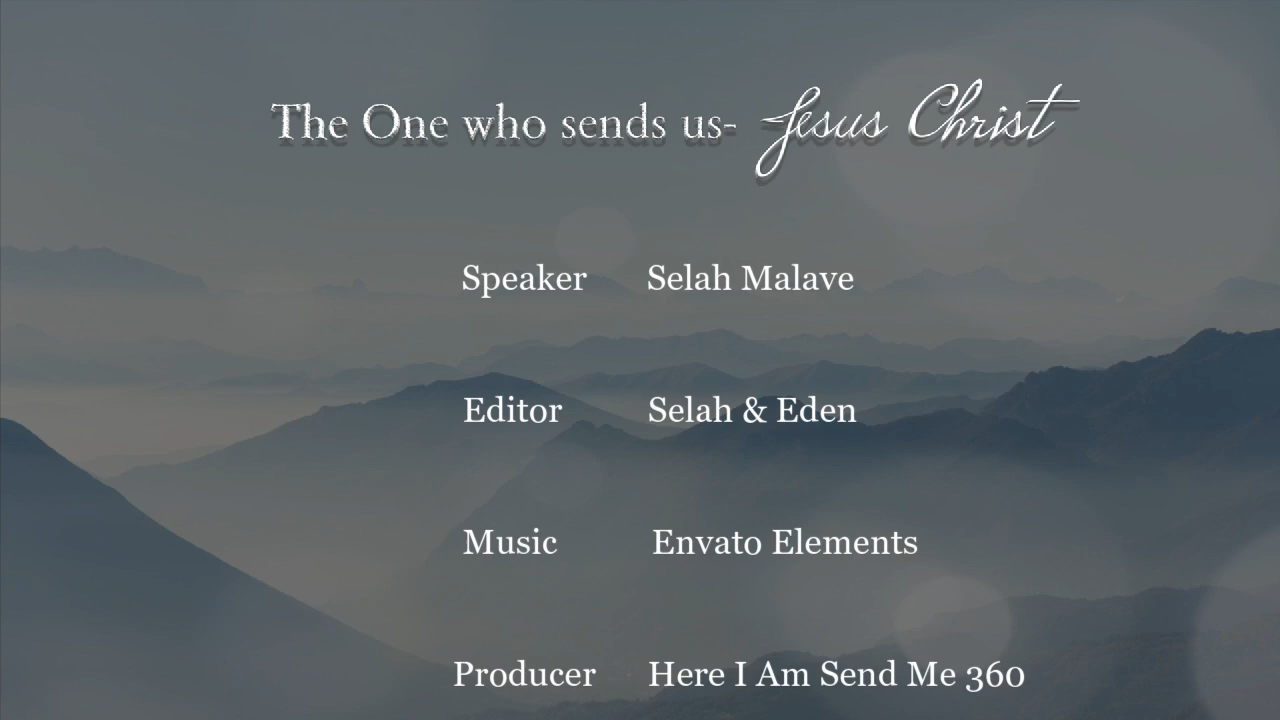 The One who sends us- Jesus Christ
Speaker Selah Malave
Editor Selah & Eden
Music Envato Elements
Producer Here I Am Send Me 360